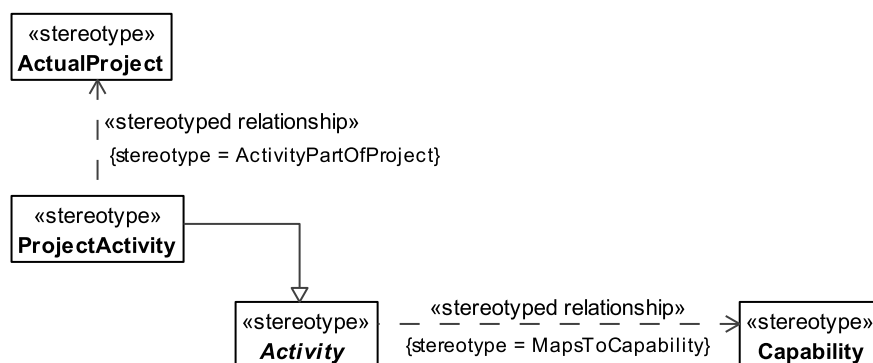 «stereotype»
ActualProject
«stereotyped relationship»
{stereotype = ActivityPartOfProject}
«stereotype»
ProjectActivity
«stereotype»
Activity
«stereotyped relationship»
{stereotype = MapsToCapability}
«stereotype»
Capability